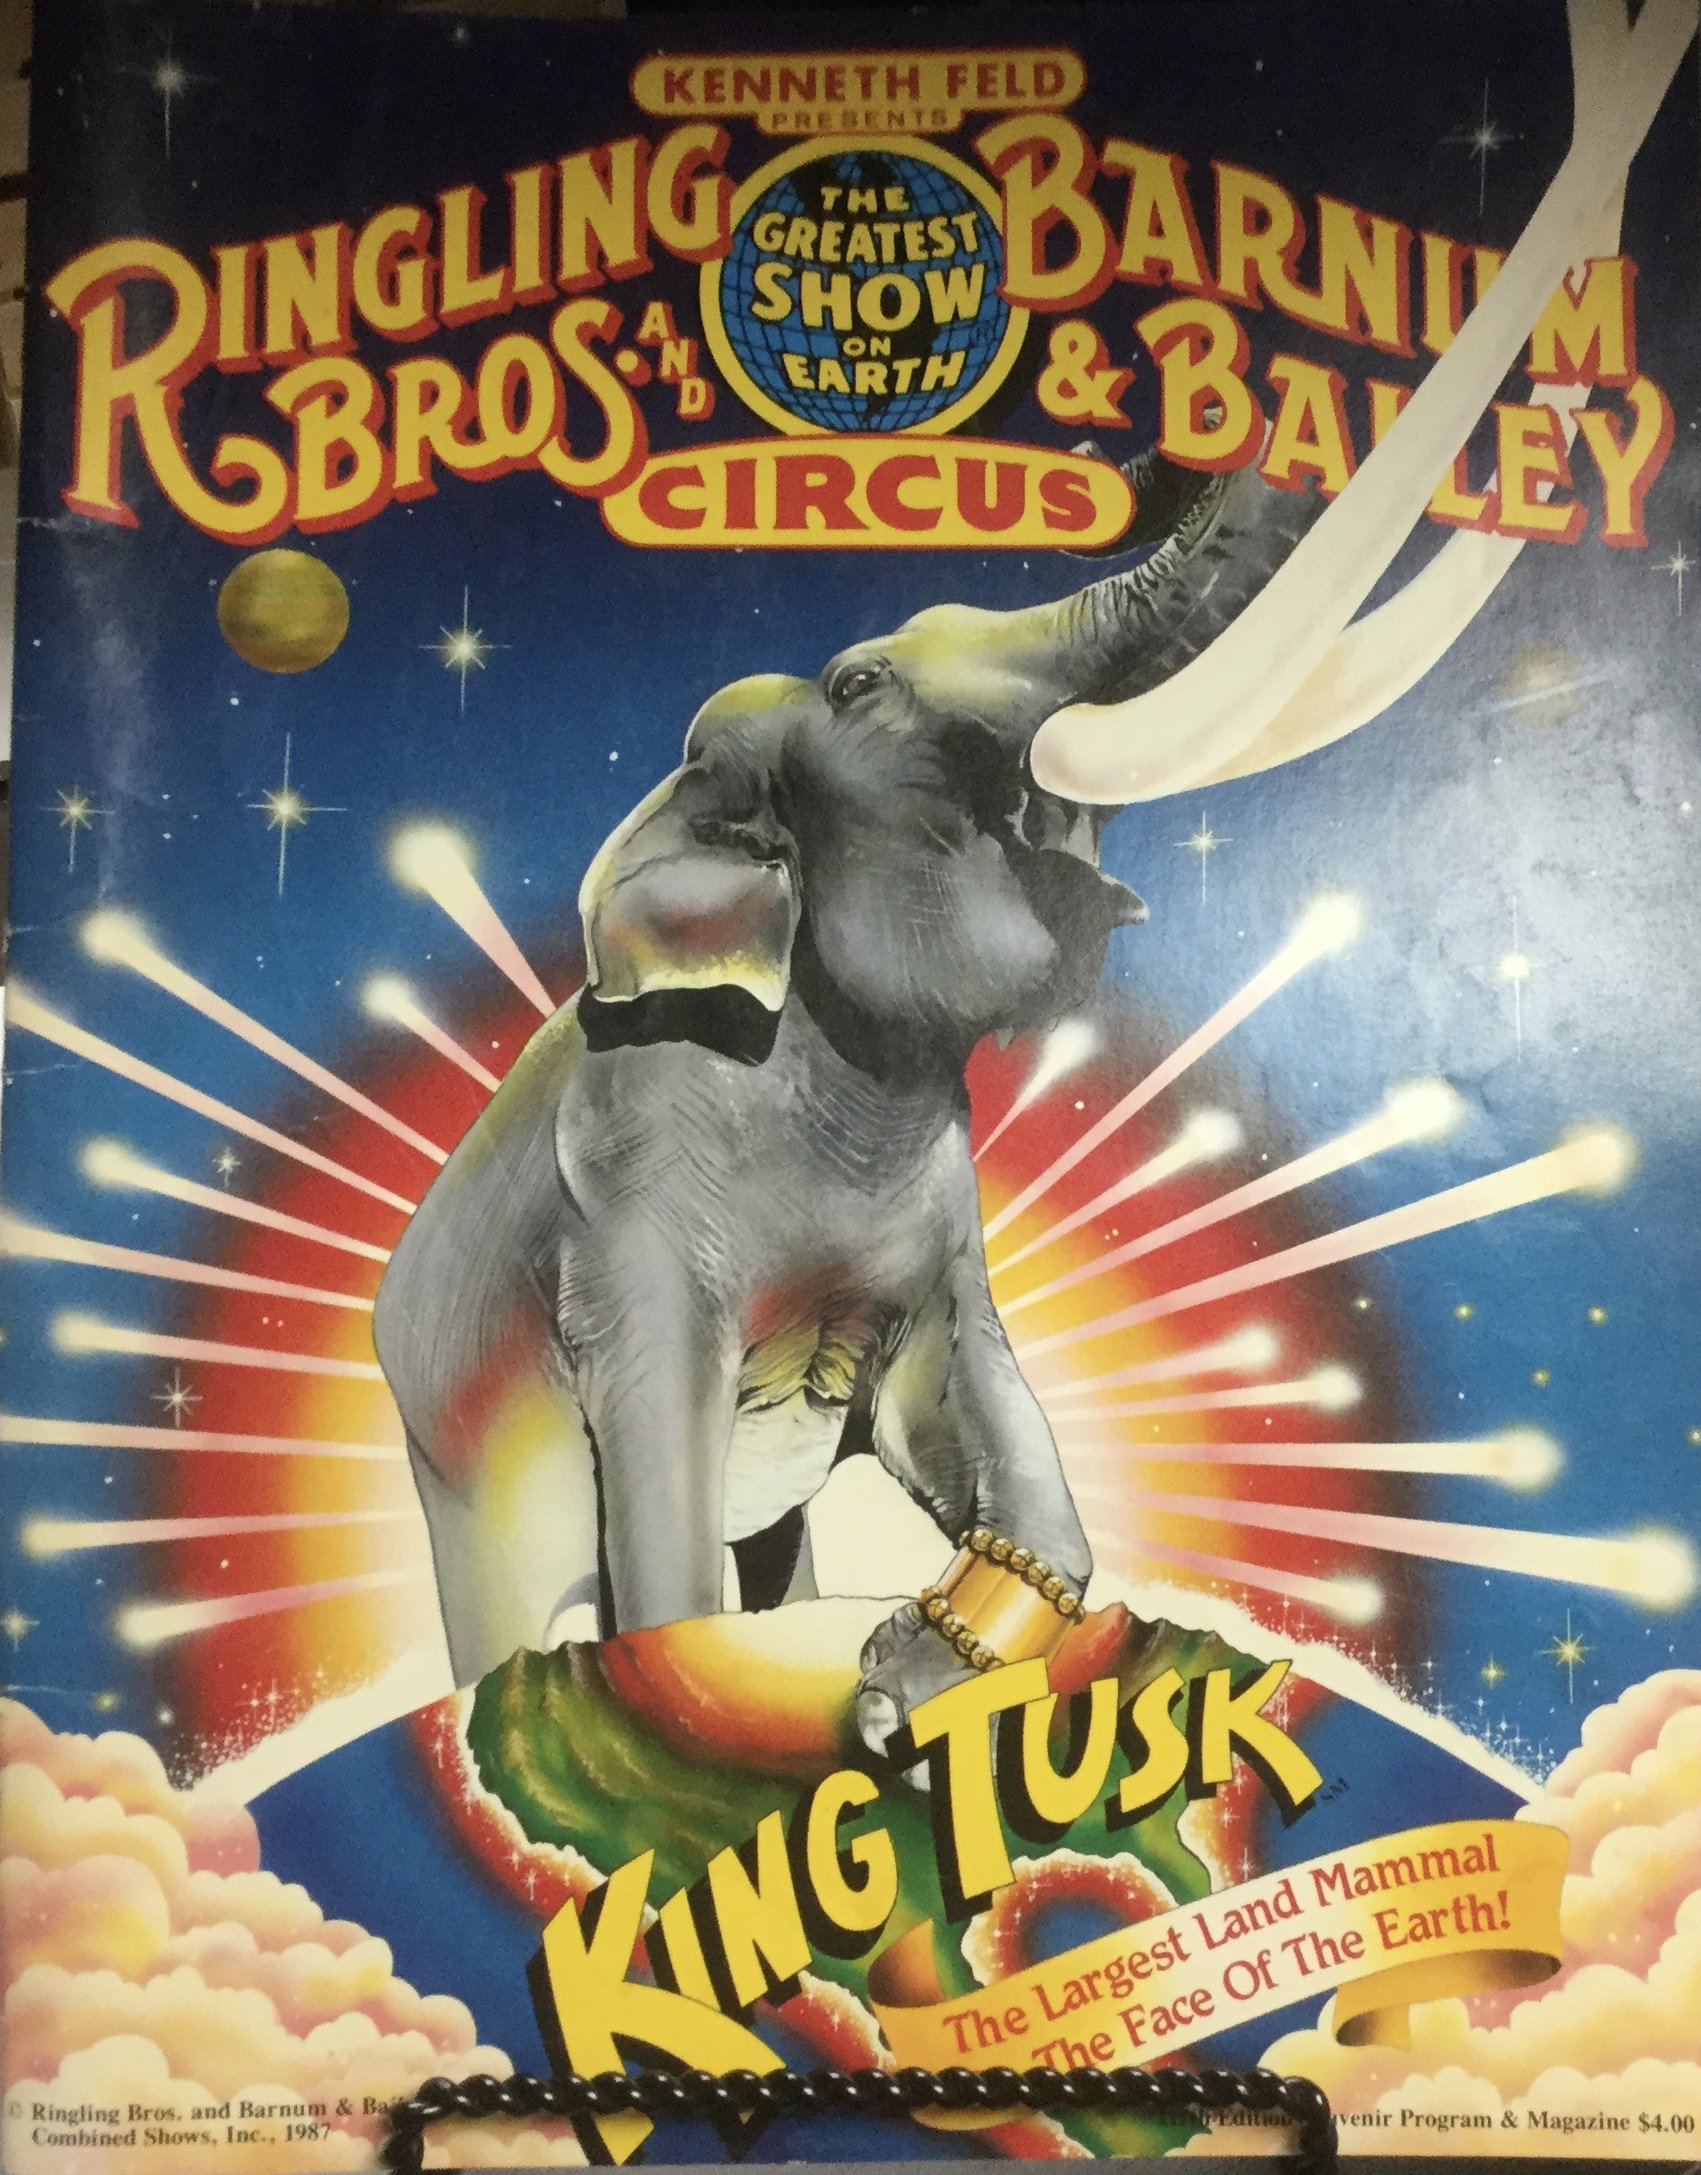 KENNETH FELD
PRESENTS
RINGLING
BROS. AND
THE
GREATEST
SHOW
ON
EARTH
BARNUM
& BAILEY
CIRCUS
KING TUSK SM
The Largest Land Mammal
The Face Of The Earth!
© Ringling Bros. and Barnum &
Combined Shows, Inc., 1987
Edition
Program & Magazine $4.00